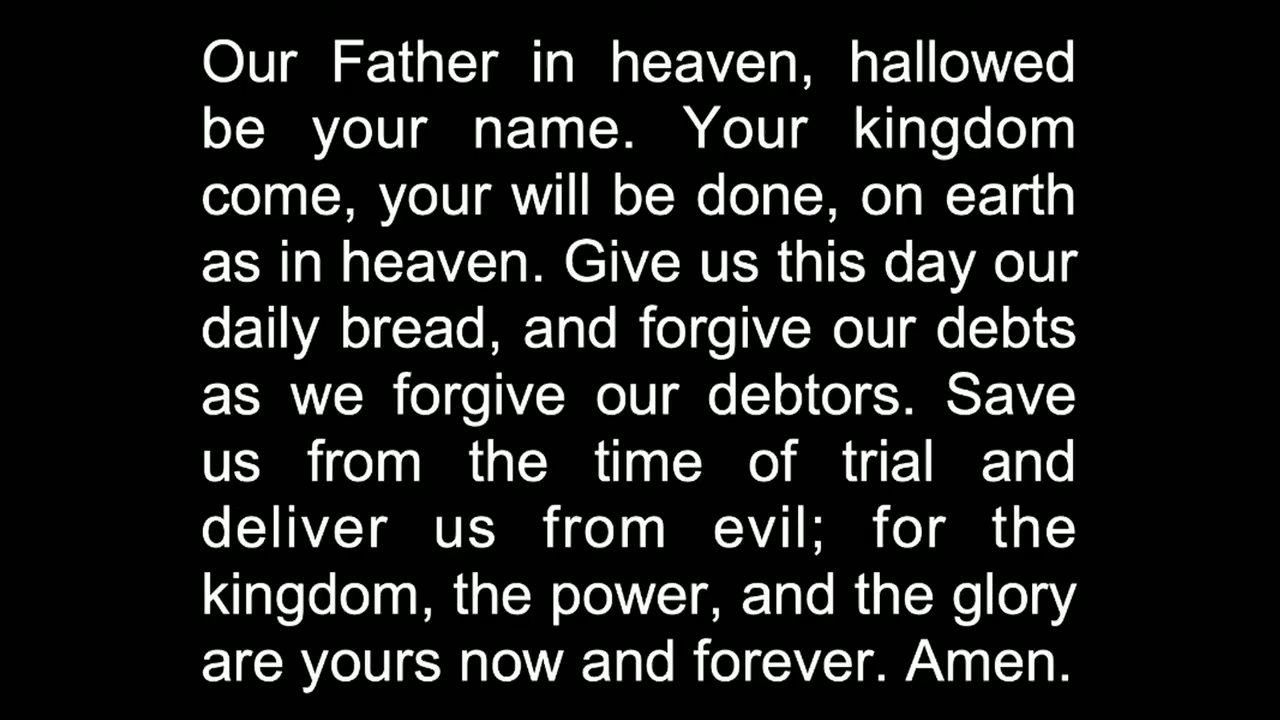 Our Father in heaven, hallowed
be your name. Your kingdom
come, your will be done, on earth
as in heaven. Give us this day our
daily bread, and forgive our debts
as we forgive our debtors. Save
us from the time of trial and
deliver us from evil; for the
kingdom, the power, and the glory
are yours now and forever. Amen.